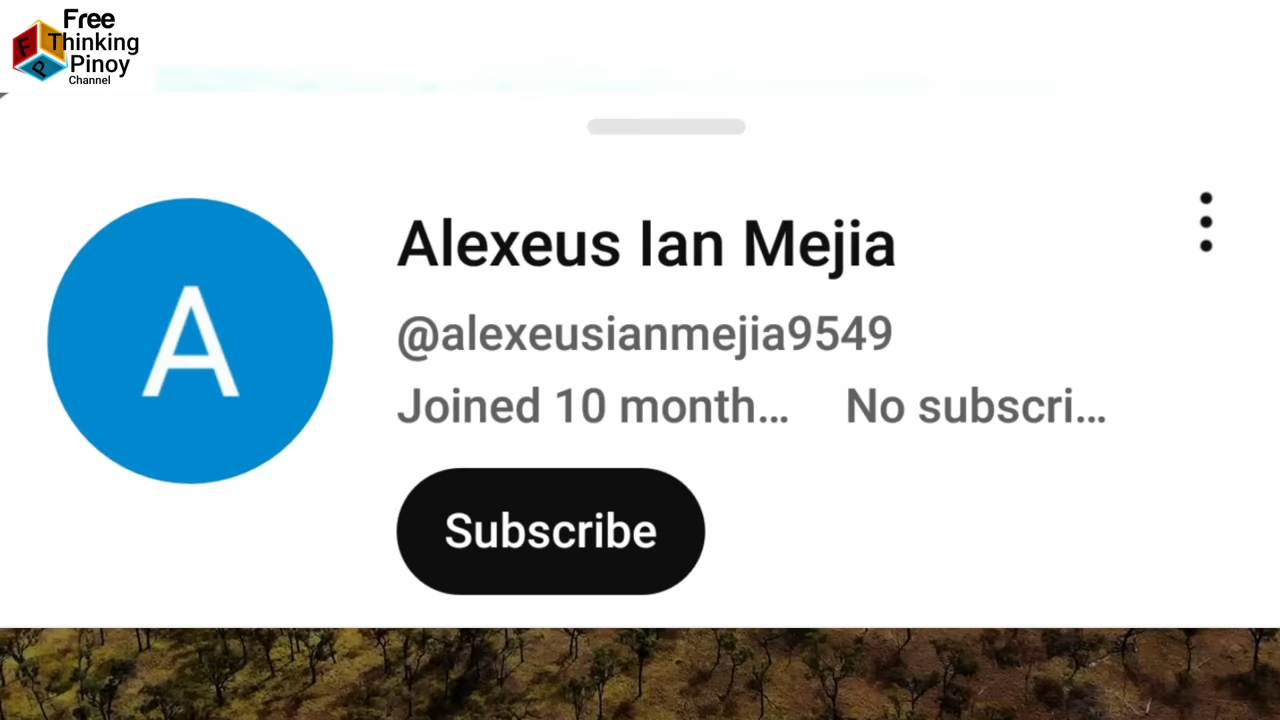 Free
Thinking
Pinoy
Channel
F
P
A
Alexeus Ian Mejia
@alexeusianmejia9549
Joined 10 month... No subscri...
Subscribe